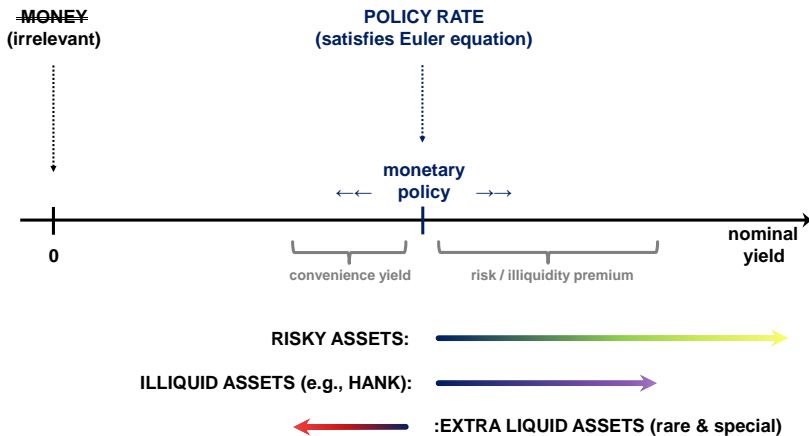 MONEY
(irrelevant)
POLICY RATE
(satisfies Euler equation)
monetary
policy
←←
→→
0
nominal
yield
convenience yield
risk / illiquidity premium
RISKY ASSETS:
ILLIQUID ASSETS (e.g., HANK):
:EXTRA LIQUID ASSETS (rare & special)